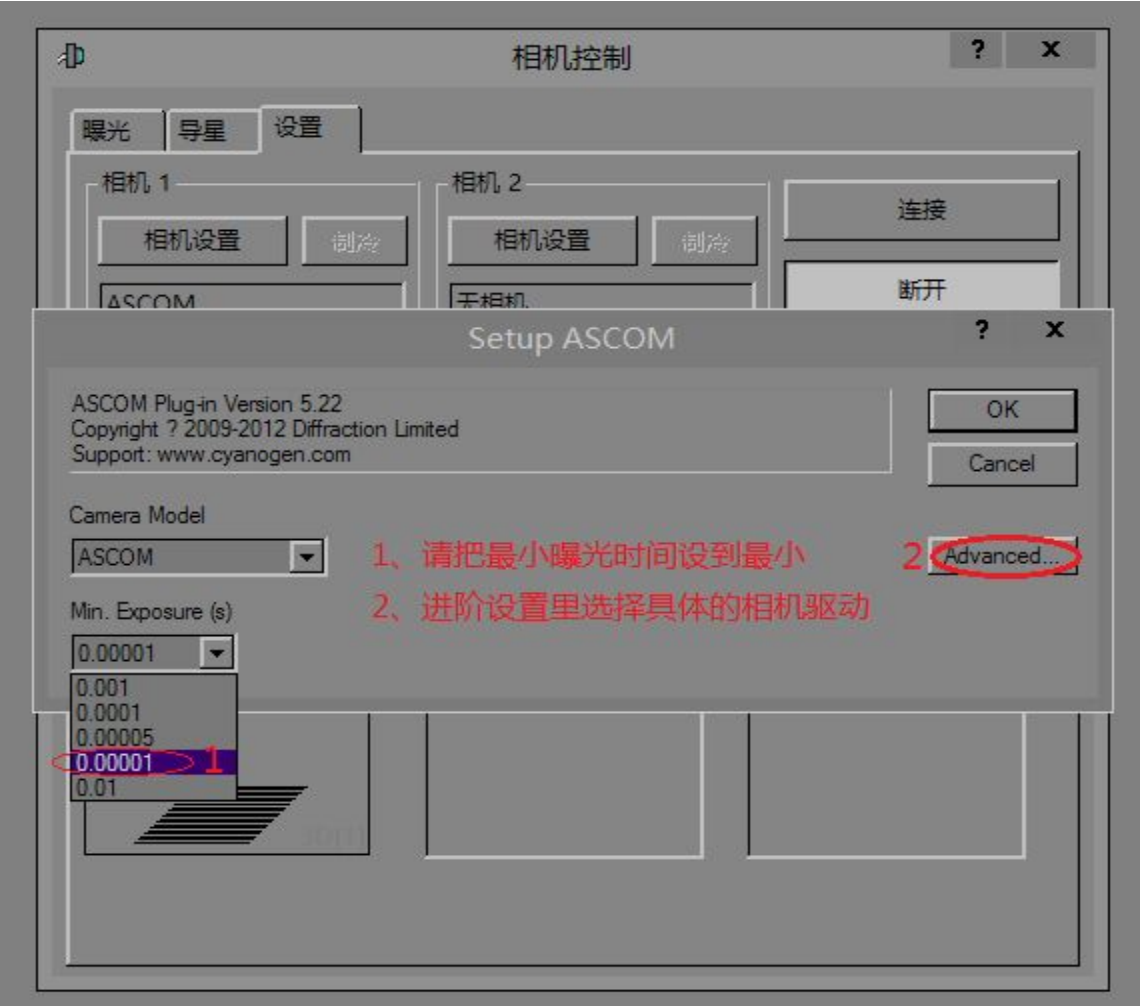 相机控制
? X
曝光 导星 设置
相机 1 相机 2
连接
相机设置 制冷 相机设置 制冷
断开
ASCOM 无相机
Setup ASCOM
? X
ASCOM Plug-in Version 5.22
Copyright ? 2009-2012 Diffraction Limited
Support: www.cyanogen.com
OK
Cancel
Camera Model
ASCOM
1、请把最小曝光时间设到最小
2 Advanced...
Min. Exposure (s)
2、进阶设置里选择具体的相机驱动
0.00001
0.001
0.0001
0.00005
0.00001 1
0.01